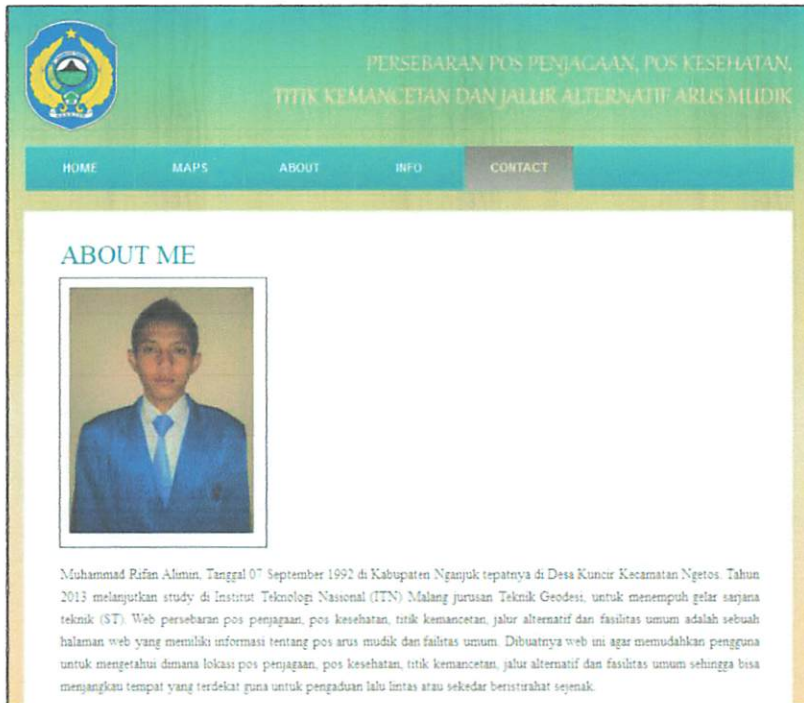 PERSEBARAN POS PENJAGAAN, POS KESEHATAN,
TITIK KEMANCETAN DAN JALUR ALTERNATIF ARUS MUDIK
HOME MAPS ABOUT INFO CONTACT
ABOUT ME
Muhammad Rifan Alimin, Tanggal 07 September 1992 di Kabupaten Nganjuk tepatnya di Desa Kuncir Kecamatan Ngetos. Tahun
2013 melanjutkan study di Institut Teknologi Nasional (ITN) Malang jurusan Teknik Geodesi, untuk menempuh gelar sarjana
teknik (ST). Web persebaran pos penjagaan, pos kesehatan, titik kemancetan, jalur alternatif dan fasilitas umum adalah sebuah
halaman web yang memiliki informasi tentang pos arus mudik dan failitas umum. Dibuatnya web ini agar memudahkan pengguna
untuk mengetahui dimana lokasi pos penjagaan, pos kesehatan, titik kemancetan, jalur alternatif dan fasilitas umum sehingga bisa
menjangkau tempat yang terdekat guna untuk pengaduan lalu lintas atau sekedar beristirahat sejenak.